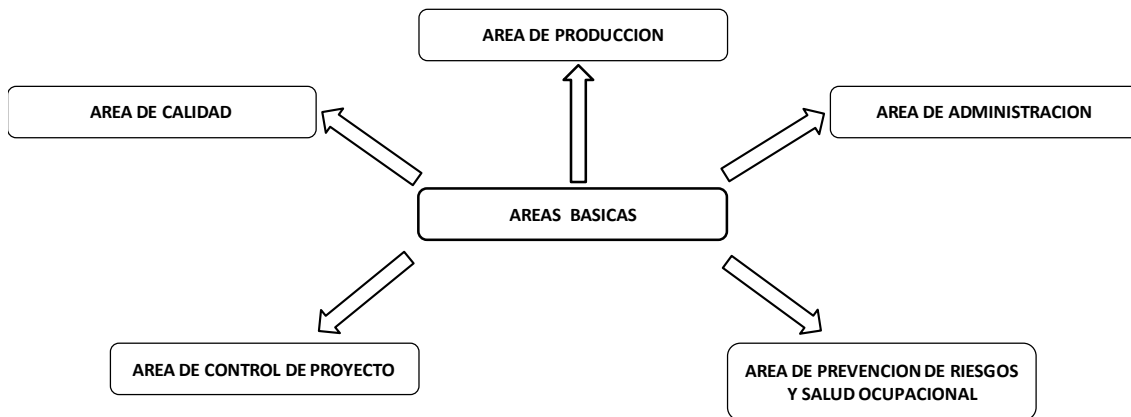 AREA DE PRODUCCION
AREA DE CALIDAD
AREA DE ADMINISTRACION
AREAS BASICAS
AREA DE CONTROL DE PROYECTO
AREA DE PREVENCION DE RIESGOS
Y SALUD OCUPACIONAL